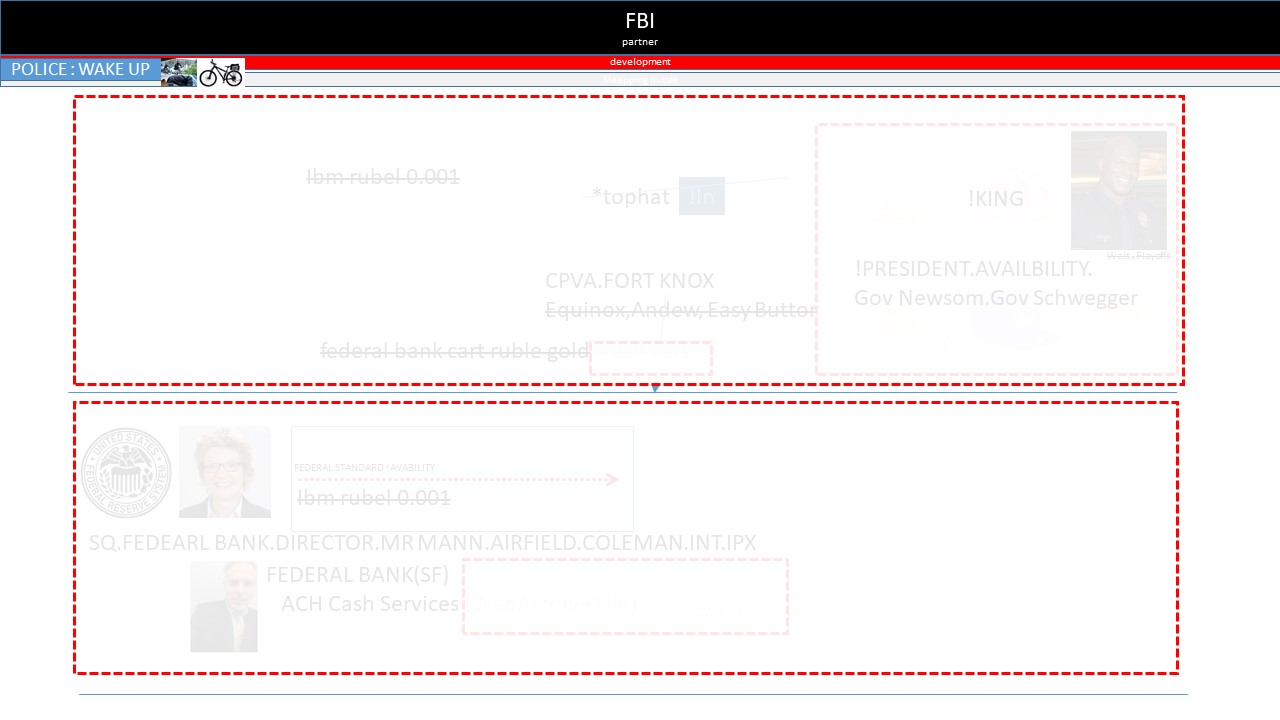 FBI
partner
development
POLICE : WAKE UP
Ibm rubel 0.001
*tophat !In
!KING
Wait . Playoffs
CPVA.FORT KNOX
!PRESIDENT.AVAILBILITY.
Equinox,Andew, Easy Button
Gov Newsom.Gov Schwegger
federal bank cart ruble gold
UNITED STATES FEDERAL RESERVE SYSTEM
FEDERAL STANDARD !AVABILITY
Ibm rubel 0.001
SQ.FEDEARL BANK.DIRECTOR.MR MANN.AIRFIELD.COLEMAN.INT.IPX
FEDERAL BANK(SF)
ACH Cash Services